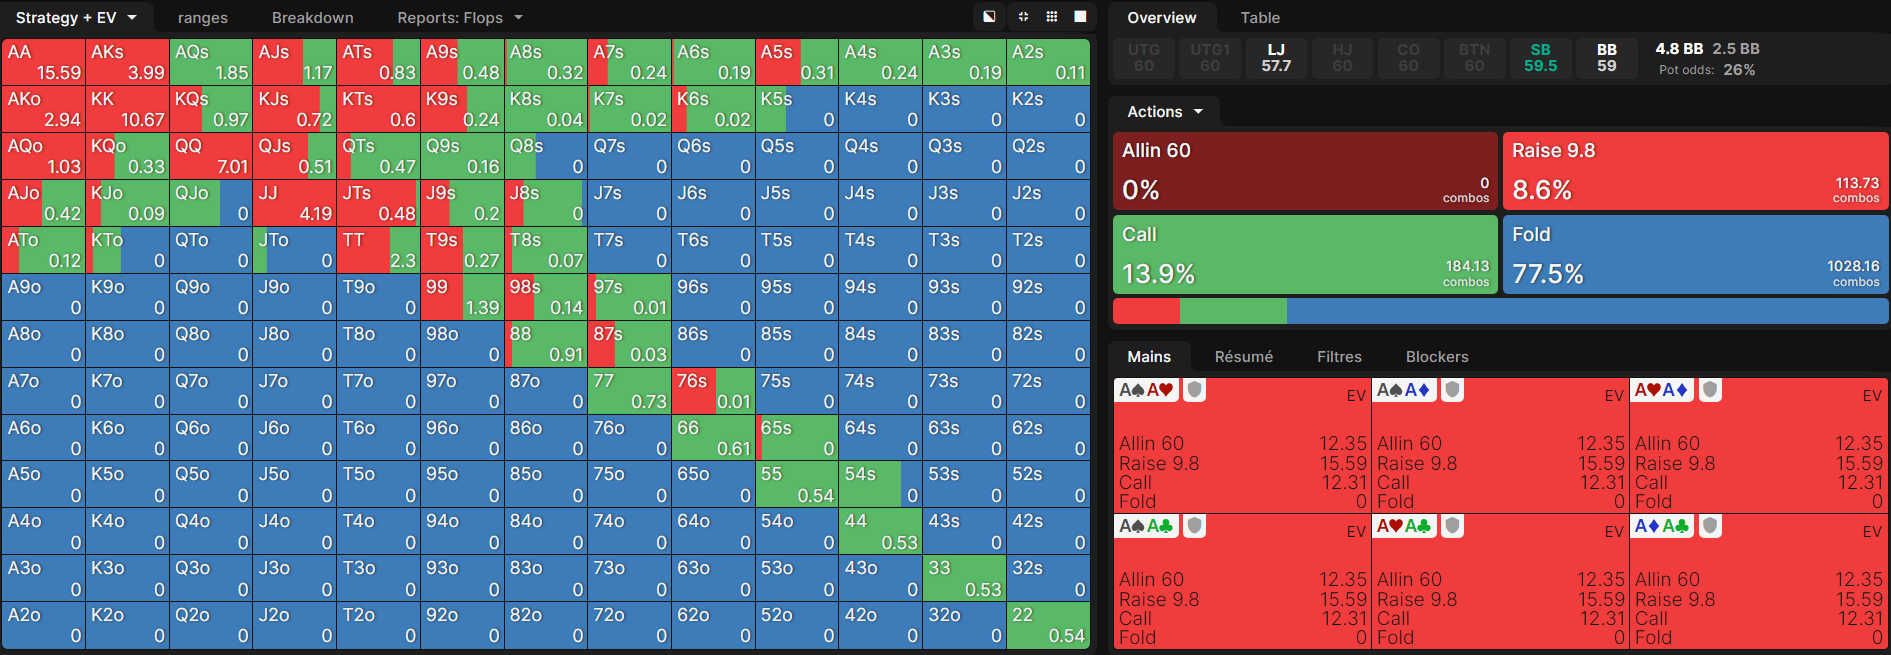 Strategy + EV ranges Breakdown Reports: Flops
AA AKs AQs AJs ATs A9s A8s A7s A6s A5s A4s A3s A2s
15.59 3.99 1.85 1.17 0.83 0.48 0.32 0.24 0.19 0.31 0.24 0.19 0.11
AKo KK KQs KJs KTs K9s K8s K7s K6s K5s K4s K3s K2s
2.94 10.67 0.97 0.72 0.6 0.24 0.04 0.02 0.02 0 0 0 0
AQo KQo QQ QJs QTs Q9s Q8s Q7s Q6s Q5s Q4s Q3s Q2s
1.03 0.33 7.01 0.51 0.47 0.16 0 0 0 0 0 0 0
AJo KJo QJo JJ JTs J9s J8s J7s J6s J5s J4s J3s J2s
0.42 0.09 0 4.19 0.48 0.2 0 0 0 0 0 0 0
ATo KTo QTo JTo TT T9s T8s T7s T6s T5s T4s T3s T2s
0.12 0 0 0 2.3 0.27 0.07 0 0 0 0 0 0
A9o K9o Q9o J9o T9o 99 98s 97s 96s 95s 94s 93s 92s
0 0 0 0 0 1.39 0.14 0.01 0 0 0 0 0
A8o K8o Q8o J8o T8o 98o 88 87s 86s 85s 84s 83s 82s
0 0 0 0 0 0 0.91 0.03 0 0 0 0 0
A7o K7o Q7o J7o T7o 97o 87o 77 76s 75s 74s 73s 72s
0 0 0 0 0 0 0 0.73 0.01 0 0 0 0
A6o K6o Q6o J6o T6o 96o 86o 76o 66 65s 64s 63s 62s
0 0 0 0 0 0 0 0 0.61 0 0 0 0
A5o K5o Q5o J5o T5o 95o 85o 75o 65o 55 54s 53s 52s
0 0 0 0 0 0 0 0 0 0.54 0 0 0
A4o K4o Q4o J4o T4o 94o 84o 74o 64o 54o 44 43s 42s
0 0 0 0 0 0 0 0 0 0 0.53 0 0
A3o K3o Q3o J3o T3o 93o 83o 73o 63o 53o 43o 33 32s
0 0 0 0 0 0 0 0 0 0 0 0.53 0
A2o K2o Q2o J2o T2o 92o 82o 72o 62o 52o 42o 32o 22
0 0 0 0 0 0 0 0 0 0 0 0 0.54
Overview Table
UTG UTG1 LJ HJ CO BTN SB BB 4.8 BB 2.5 BB
60 60 57.7 60 60 60 59.5 59 Pot odds: 26%
Actions
Allin 60 Raise 9.8
0% 0 combos 8.6% 113.73 combos
Call Fold
13.9% 184.13 combos 77.5% 1028.16 combos
Mains Résumé Filtres Blockers
A♠A♥ EV A♠A♦ EV A♥A♦ EV
Allin 60 12.35 Allin 60 12.35 Allin 60 12.35
Raise 9.8 15.59 Raise 9.8 15.59 Raise 9.8 15.59
Call 12.31 Call 12.31 Call 12.31
Fold 0 Fold 0 Fold 0
A♠A♣ EV A♥A♣ EV A♦A♣ EV
Allin 60 12.35 Allin 60 12.35 Allin 60 12.35
Raise 9.8 15.59 Raise 9.8 15.59 Raise 9.8 15.59
Call 12.31 Call 12.31 Call 12.31
Fold 0 Fold 0 Fold 0